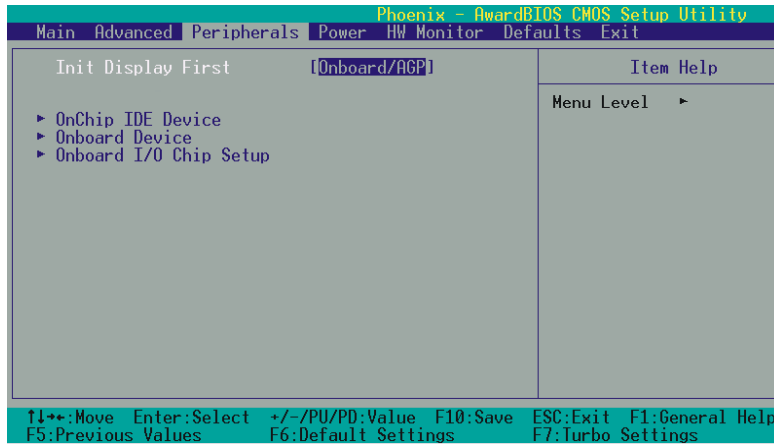 Phoenix - AwardBIOS CMOS Setup Utility
Main Advanced Peripherals Power HW Monitor Defaults Exit
Init Display First [Onboard/AGP]
Item Help
Menu Level ►
► OnChip IDE Device
► Onboard Device
► Onboard I/O Chip Setup
↑↓→←:Move Enter:Select +/-/PU/PD:Value F10:Save ESC:Exit F1:General Help
F5:Previous Values F6:Default Settings F7:Turbo Settings